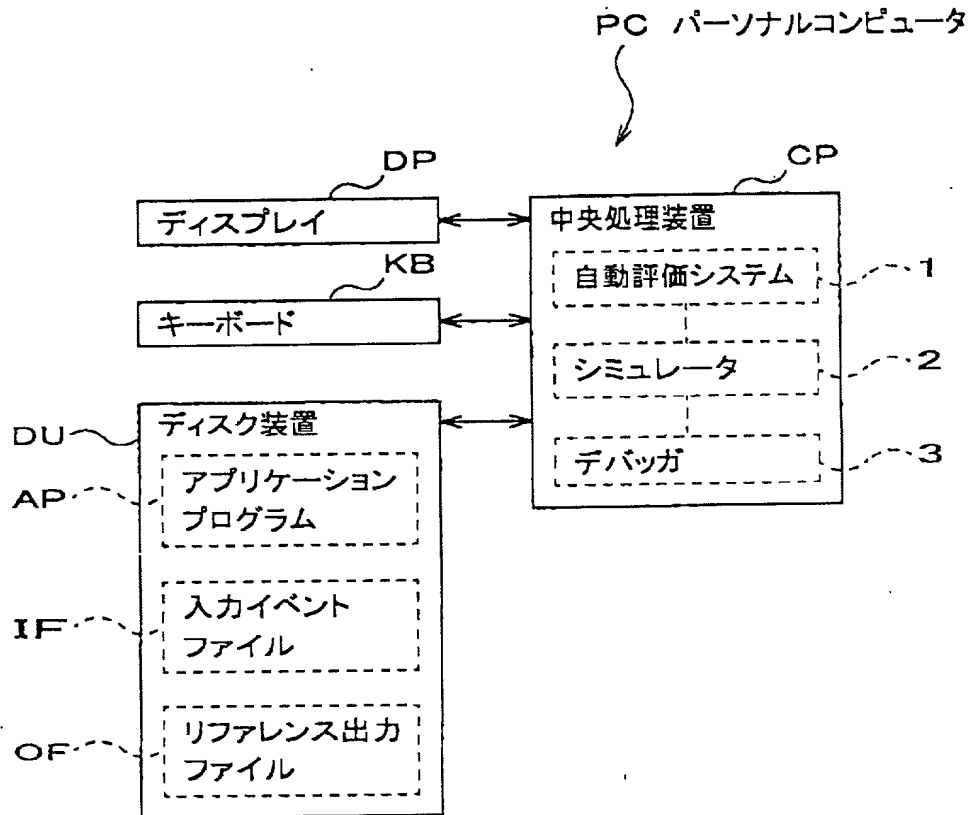 PC パーソナルコンピュータ
DP
ディスプレイ
KB
キーボード
DU
ディスク装置
AP
アプリケーション
プログラム
IF
入力イベント
ファイル
OF
リファレンス出力
ファイル
CP
中央処理装置
自動評価システム
1
シミュレータ
2
デバッガ
3